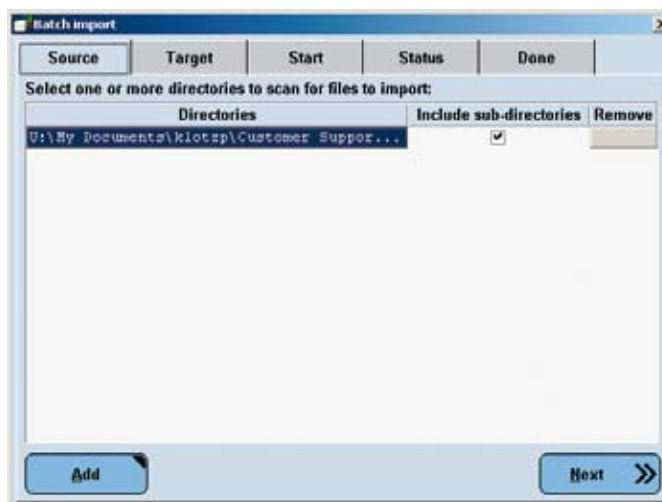 Batch import
Source Target Start Status Done
Select one or more directories to scan for files to import:
Directories Include sub-directories Remove
U:\My Documents\klotzp\Customer Suppor...
Add Next